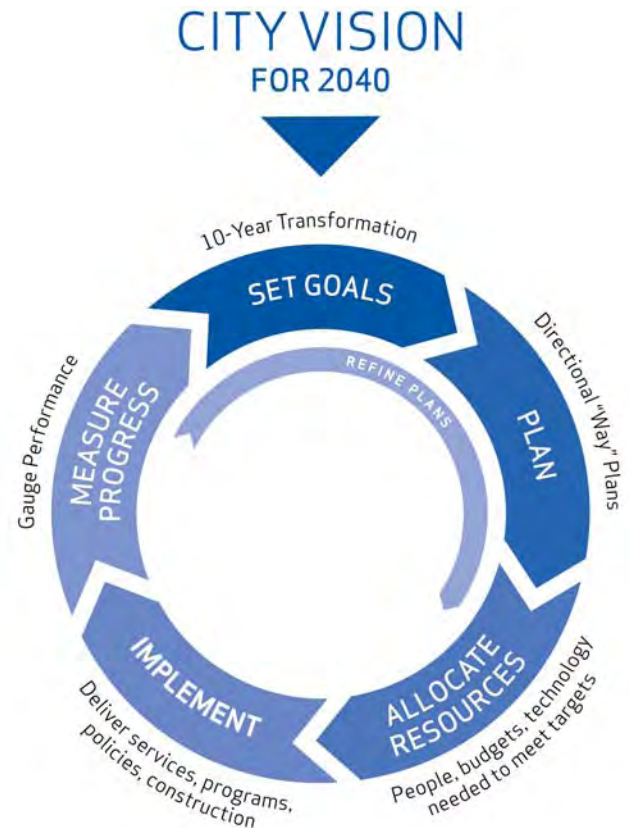 CITY VISION
FOR 2040
10-Year Transformation
SET GOALS
REFINE PLANS
Directional “Way” Plans
PLAN
ALLOCATE
RESOURCES
People, budgets, technology
needed to meet targets
IMPLEMENT
Deliver services, programs,
policies, construction
MEASURE
PROGRESS
Gauge Performance